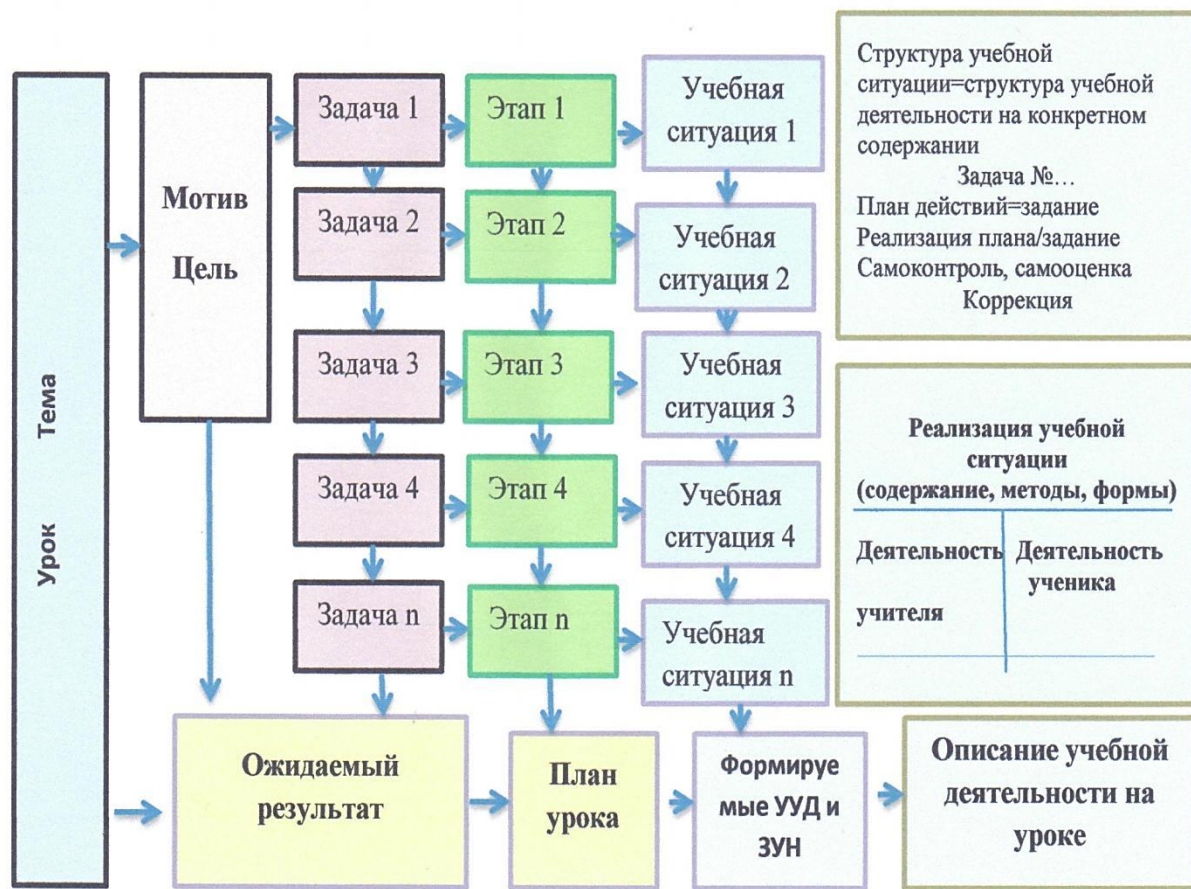 Урок Тема
Мотив
Цель
Задача 1
Этап 1
Учебная
ситуация 1
Задача 2
Этап 2
Учебная
ситуация 2
Задача 3
Этап 3
Учебная
ситуация 3
Задача 4
Этап 4
Учебная
ситуация 4
Задача n
Этап n
Учебная
ситуация n
Структура учебной
ситуации=структура учебной
деятельности на конкретном
содержании
Задача №…
План действий=задание
Реализация плана/задание
Самоконтроль, самооценка
Коррекция
Реализация учебной
ситуации
(содержание, методы, формы)
Деятельность
учителя
Деятельность
ученика
Ожидаемый
результат
План
урока
Формируе
мые УУД и
ЗУН
Описание учебной
деятельности на
уроке